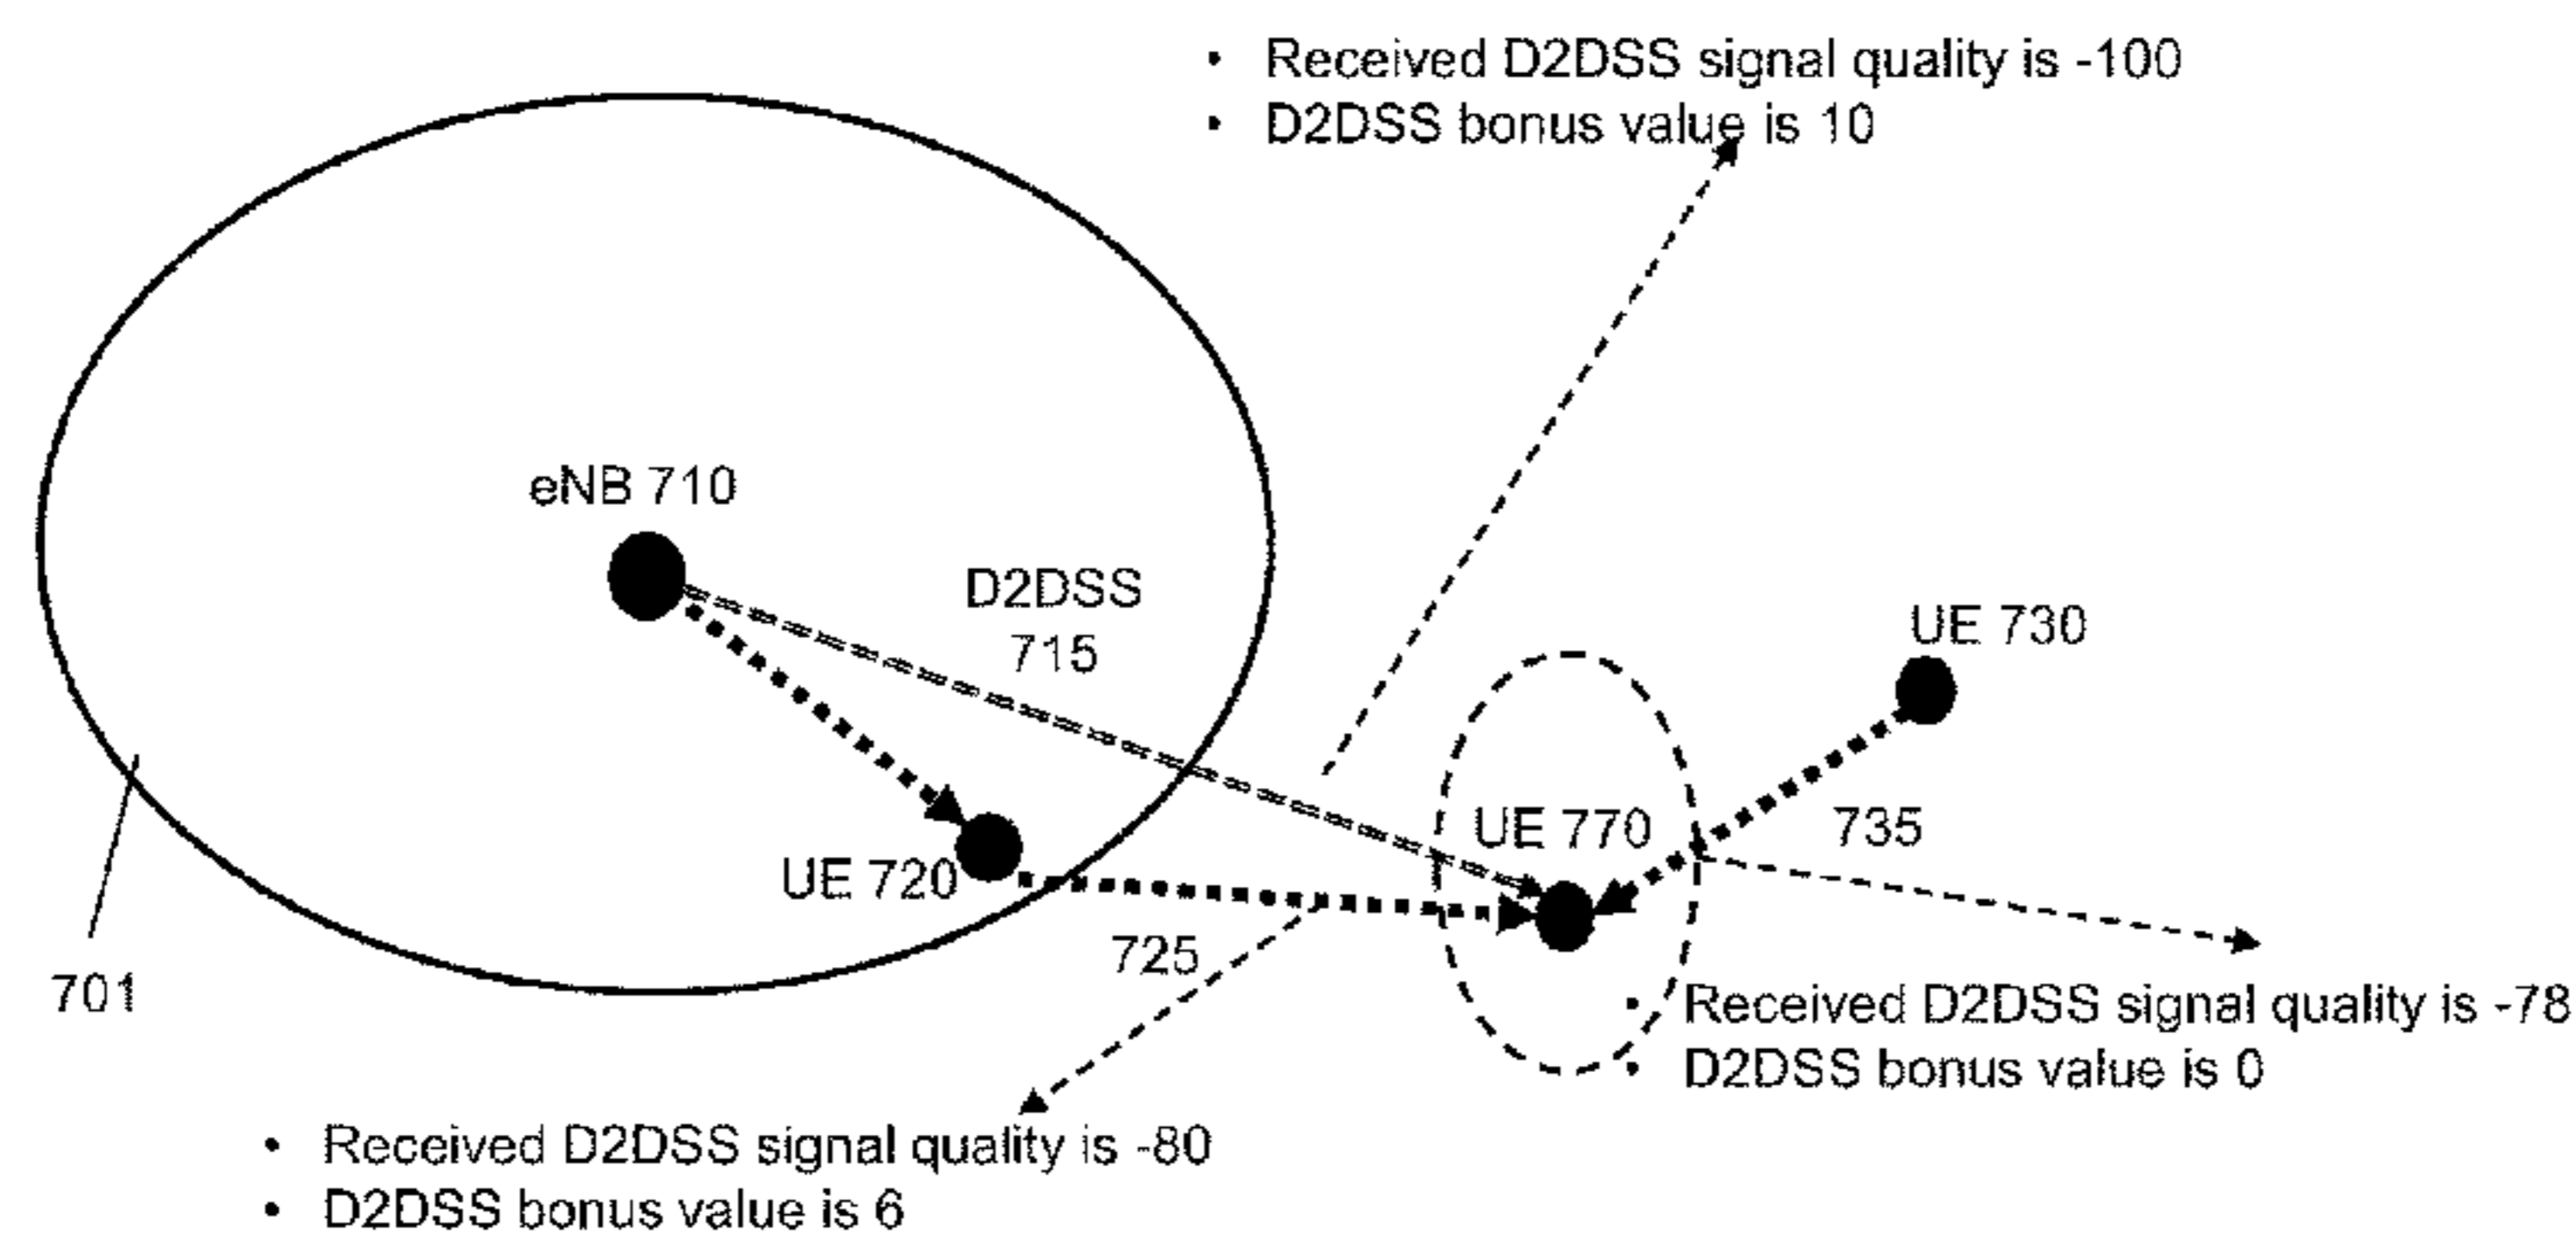 • Received D2DSS signal quality is -100
• D2DSS bonus value is 10
eNB 710
D2DSS
715
UE 730
UE 770
735
UE 720
725
701
• Received D2DSS signal quality is -78
• D2DSS bonus value is 0
• Received D2DSS signal quality is -80
• D2DSS bonus value is 6